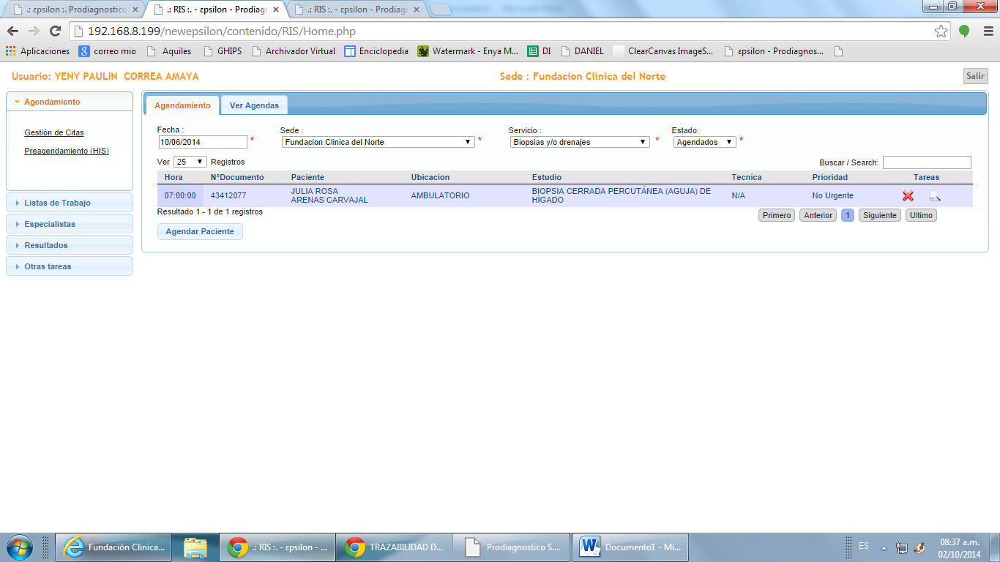 .: εpsilon :. Prodiagnostico
.: RIS :. - εpsilon - Prodiag
.: RIS :. - εpsilon - Prodiag
192.168.8.199/newepsilon/contenido/RIS/Home.php
Aplicaciones correo mio Aquiles GHIPS Archivador Virtual Enciclopedia Watermark - Enya M... DI DANIEL ClearCanvas ImageS... εpsilon - Prodiagnos...
Usuario: YENY PAULIN CORREA AMAYA Sede : Fundacion Clinica del Norte Salir
Agendamiento
Gestión de Citas
Preagendamiento (HIS)
Listas de Trabajo
Especialistas
Resultados
Otras tareas
Agendamiento Ver Agendas
Fecha : Sede : Servicio : Estado:
10/06/2014 * Fundacion Clinica del Norte * Biopsias y/o drenajes * Agendados *
Ver 25 Registros Buscar / Search:
Hora N°Documento Paciente Ubicacion Estudio Tecnica Prioridad Tareas
07:00:00 43412077 JULIA ROSA ARENAS CARVAJAL AMBULATORIO BIOPSIA CERRADA PERCUTÁNEA (AGUJA) DE HÍGADO N/A No Urgente
Resultado 1 - 1 de 1 registros Primero Anterior 1 Siguiente Ultimo
Agendar Paciente
Fundación Clinica... .: RIS :. - εpsilon - ... TRAZABILIDAD D... Prodiagnostico S.... Documento1 - Mi... ES 08:37 a.m.
02/10/2014